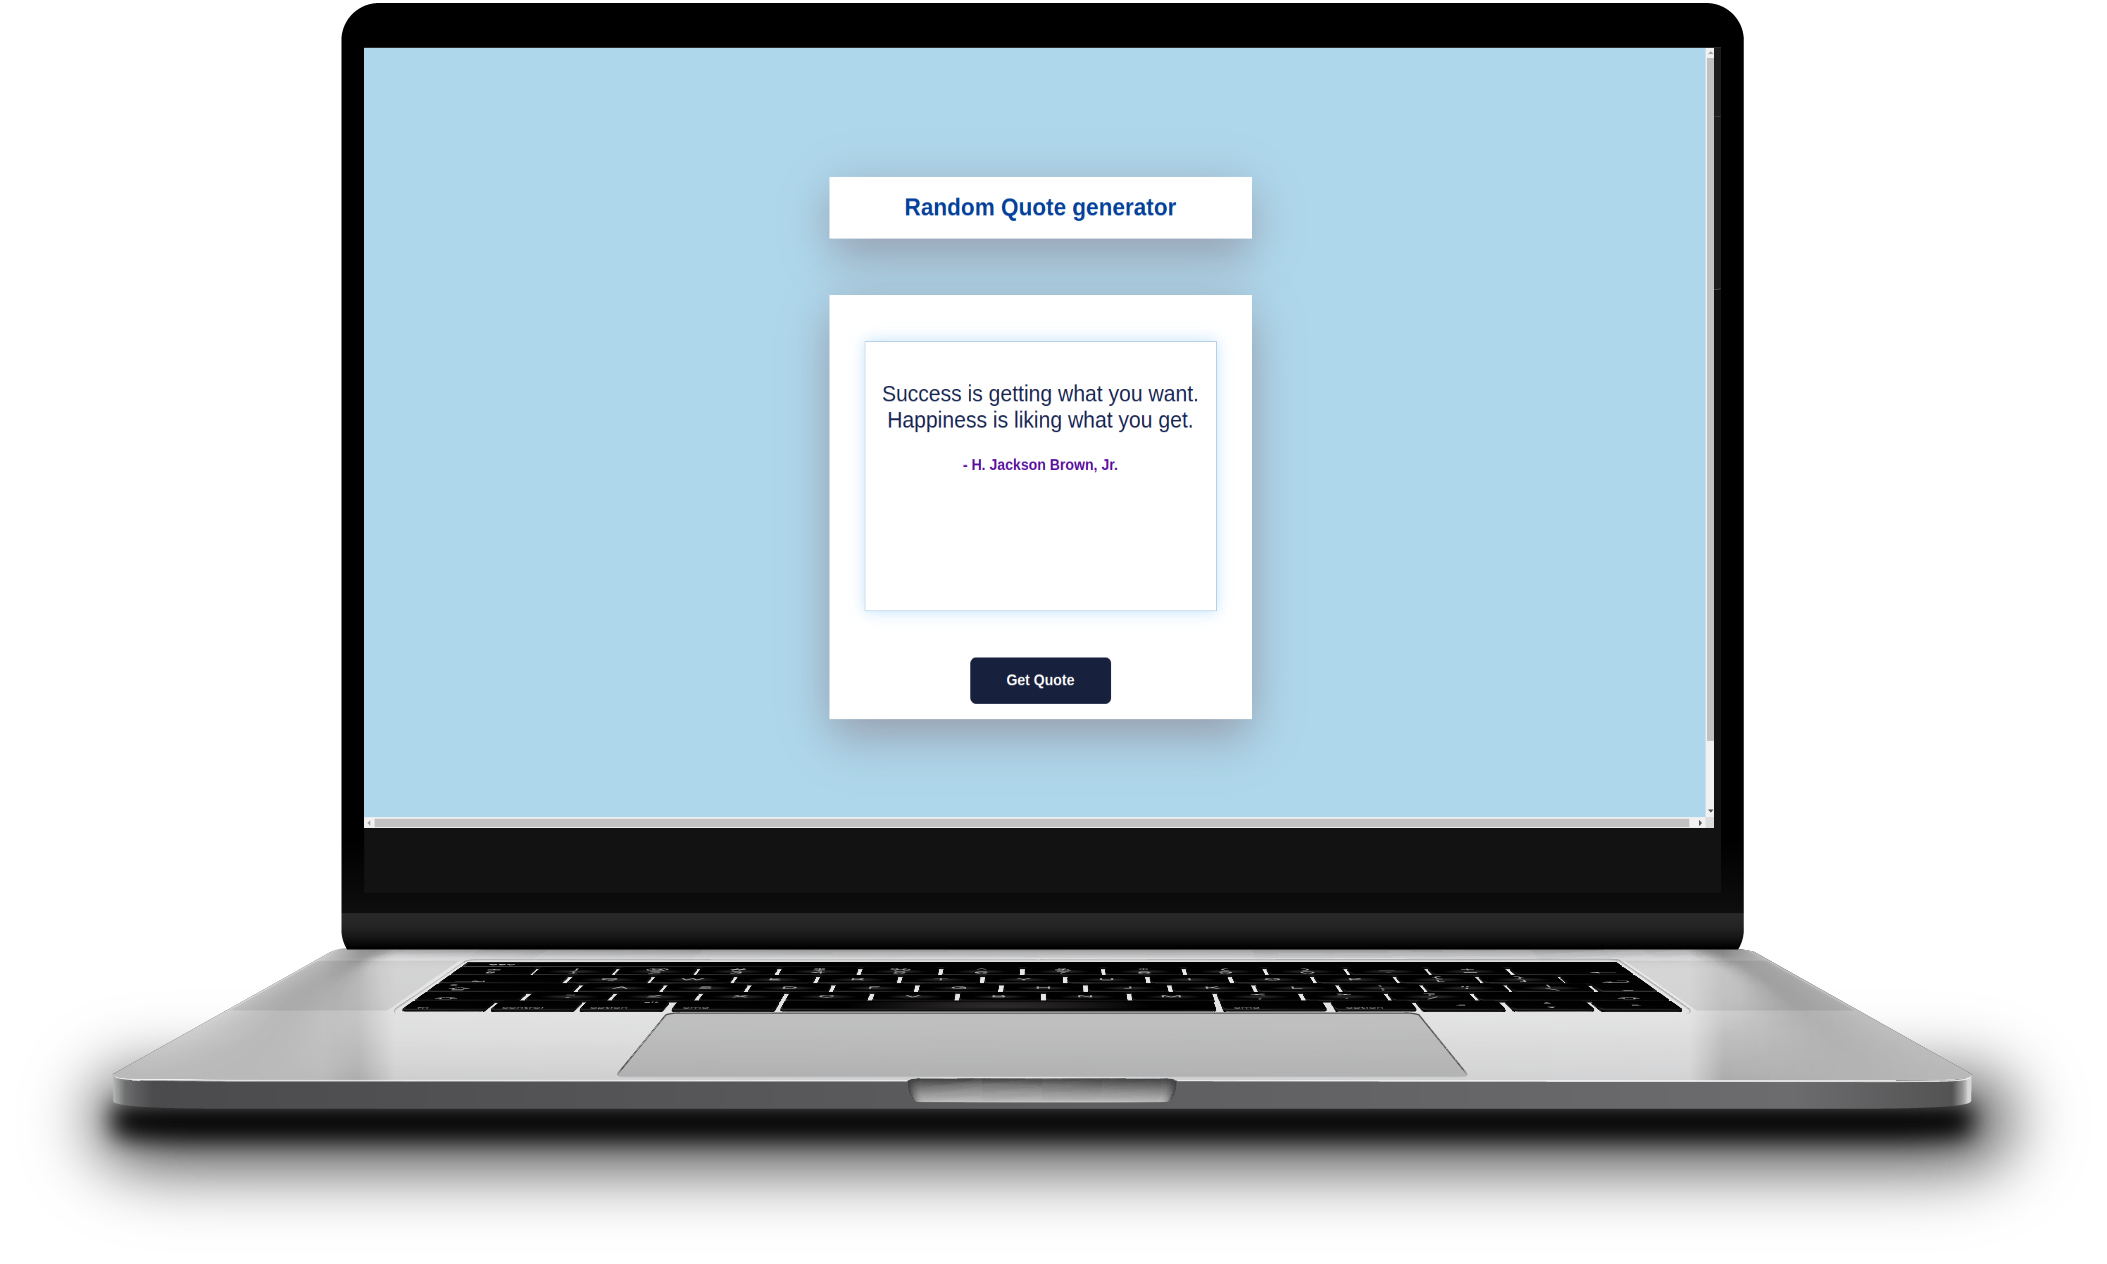 Random Quote generator
Success is getting what you want.
Happiness is liking what you get.
- H. Jackson Brown, Jr.
Get Quote